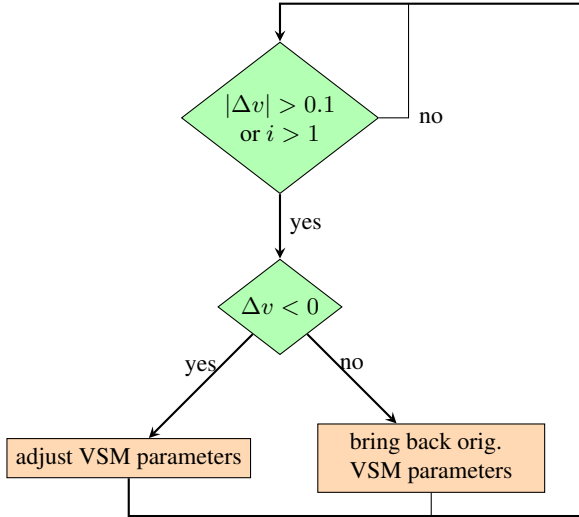 |Δv| > 0.1
or i > 1
no
yes
Δv < 0
yes
no
adjust VSM parameters
bring back orig.
VSM parameters